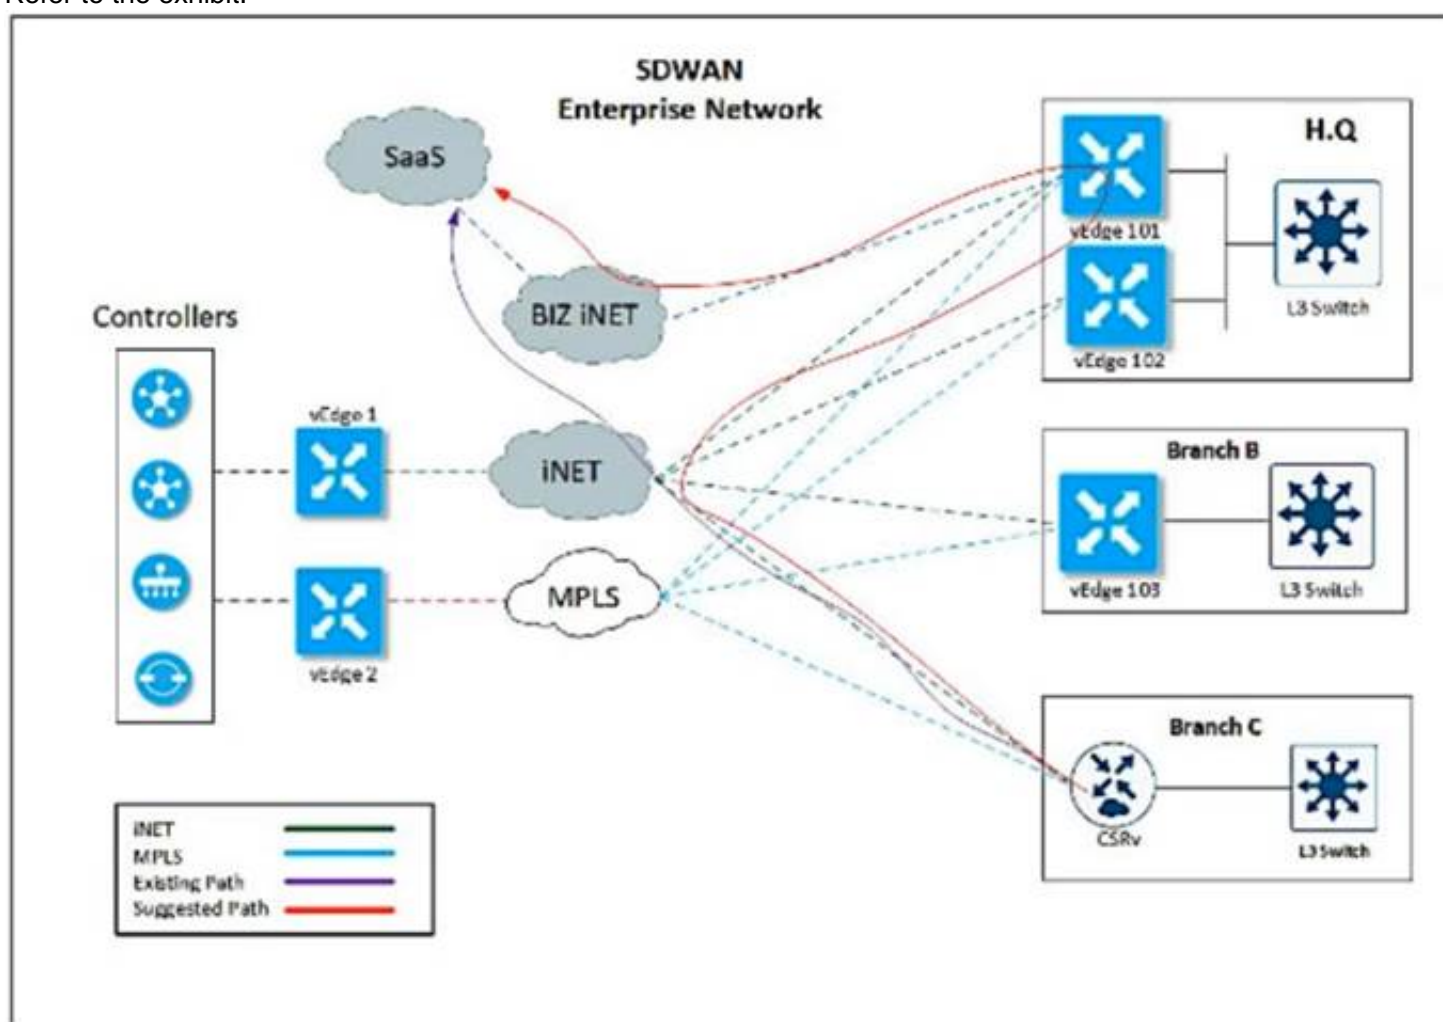 Refer to the exhibit.
SDWAN
Enterprise Network
SaaS
H.Q
vEdge 101
BIZ iNET
L3 Switch
Controllers
vEdge 102
vEdge 1
Branch B
iNET
MPLS
vEdge 103
L3 Switch
vEdge 2
Branch C
CSRv
L3 Switch
iNET
MPLS
Existing Path
Suggested Path